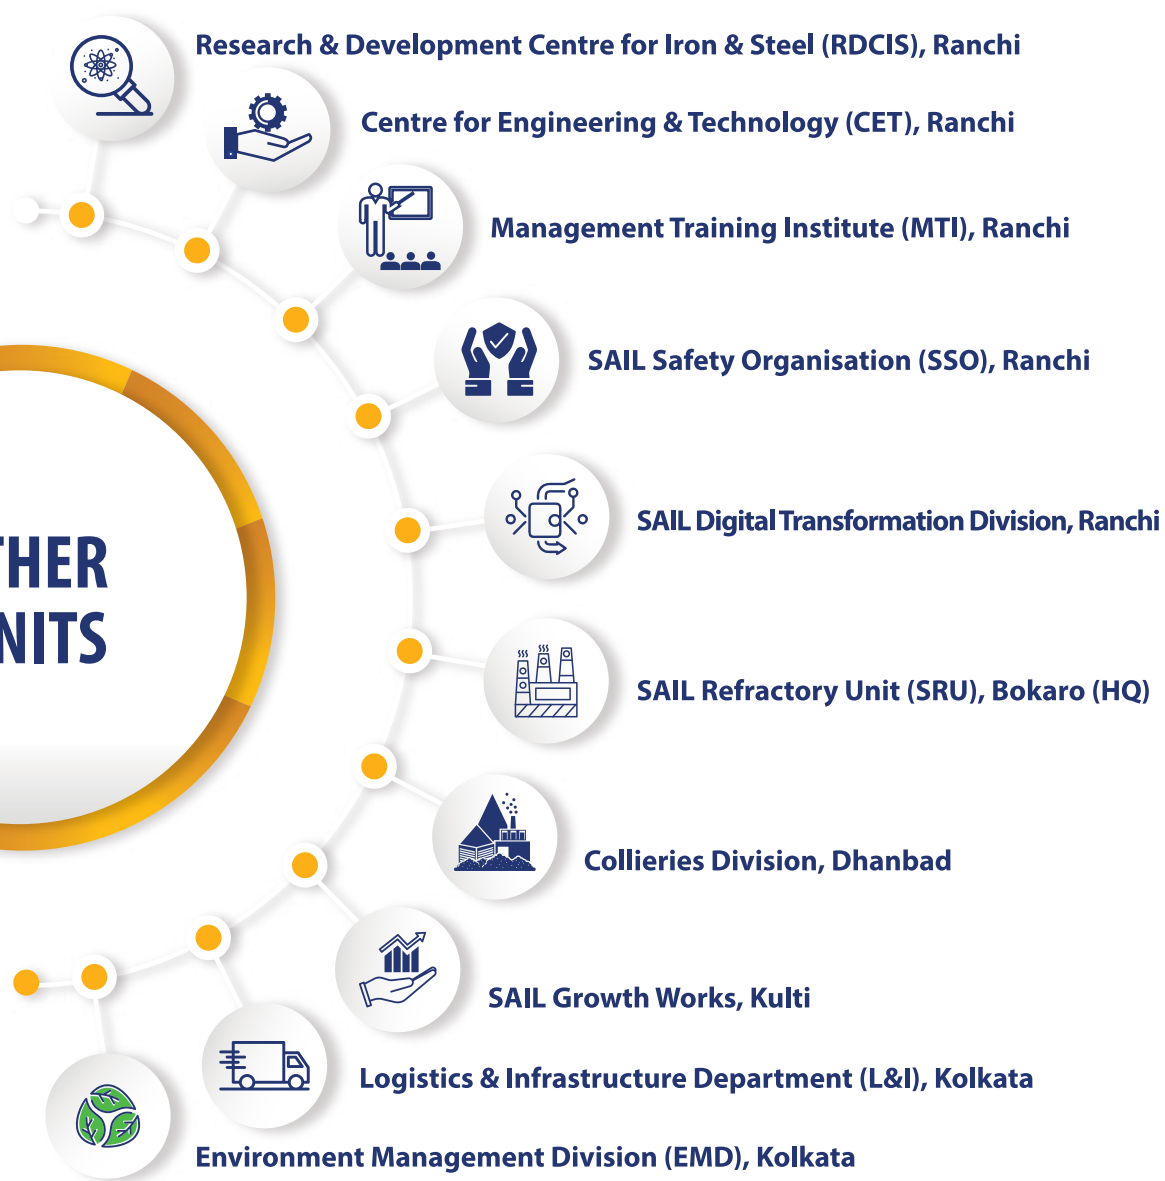 Research & Development Centre for Iron & Steel (RDCIS), Ranchi
Centre for Engineering & Technology (CET), Ranchi
Management Training Institute (MTI), Ranchi
SAIL Safety Organisation (SSO), Ranchi
SAIL Digital Transformation Division, Ranchi
THER
NITS
SAIL Refractory Unit (SRU), Bokaro (HQ)
Collieries Division, Dhanbad
SAIL Growth Works, Kulti
Logistics & Infrastructure Department (L&I), Kolkata
Environment Management Division (EMD), Kolkata